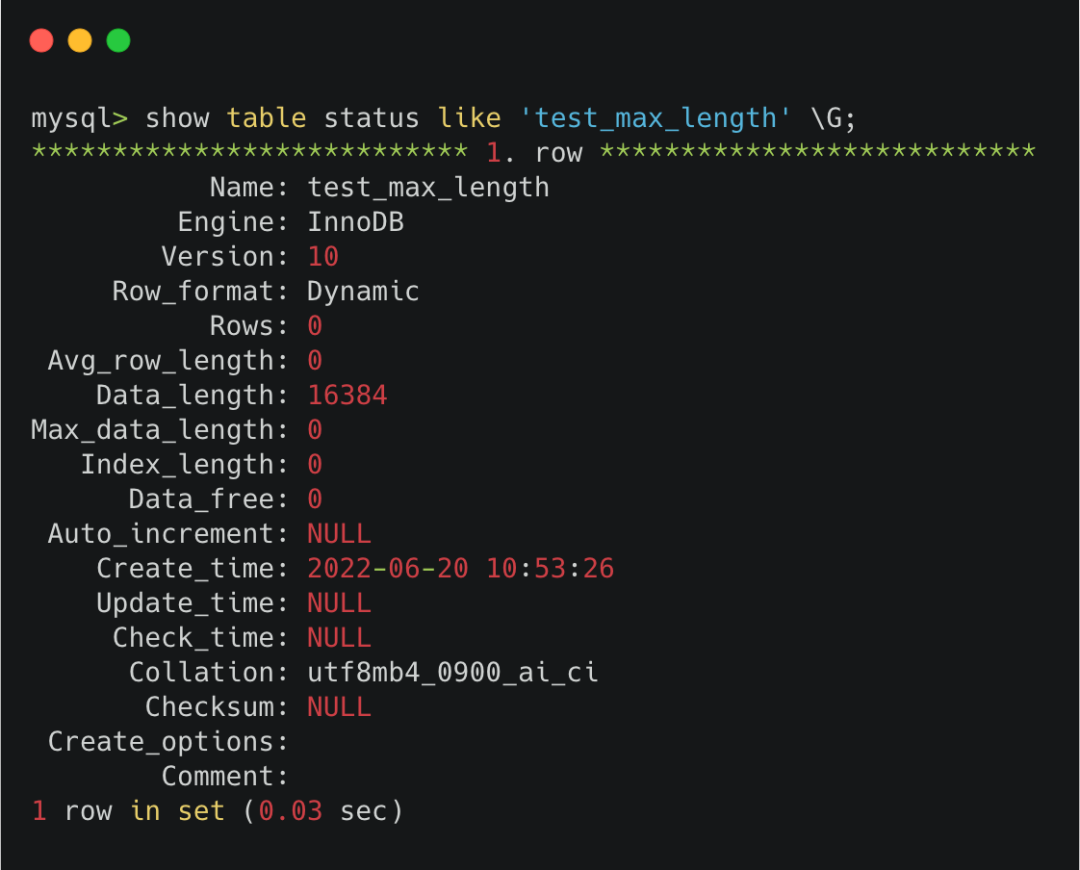 mysql> show table status like 'test_max_length' \G;
*************************** 1. row ***************************
Name: test_max_length
Engine: InnoDB
Version: 10
Row_format: Dynamic
Rows: 0
Avg_row_length: 0
Data_length: 16384
Max_data_length: 0
Index_length: 0
Data_free: 0
Auto_increment: NULL
Create_time: 2022-06-20 10:53:26
Update_time: NULL
Check_time: NULL
Collation: utf8mb4_0900_ai_ci
Checksum: NULL
Create_options:
Comment:
1 row in set (0.03 sec)